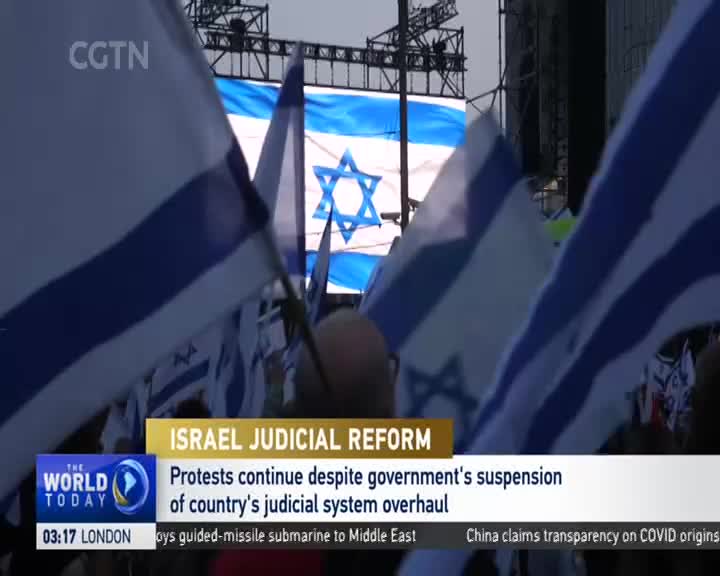 CGTN
ISRAEL JUDICIAL REFORM
THE
WORLD
TODAY
Protests continue despite government's suspension
of country's judicial system overhaul
03:17 LONDON
oys guided-missile submarine to Middle East China claims transparency on COVID origins